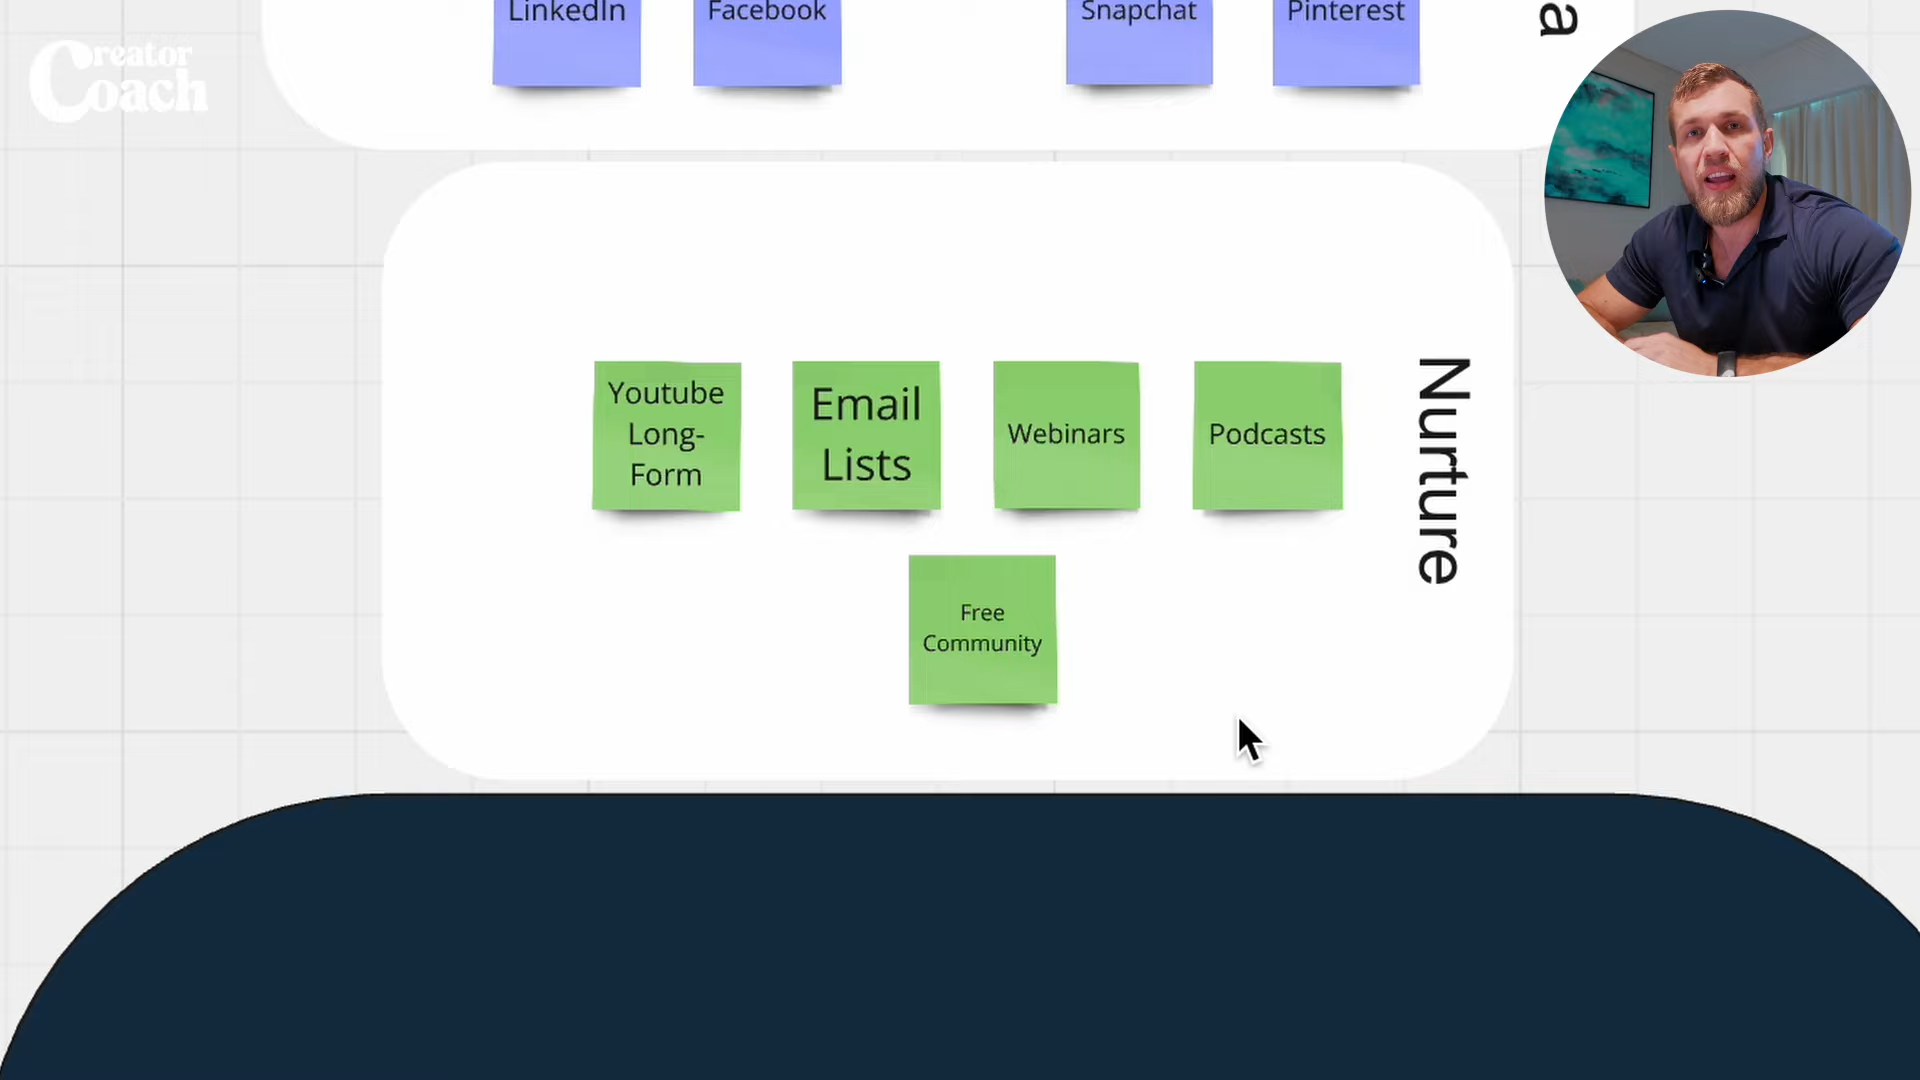 LinkedIn
Facebook
Snapchat
Pinterest
a
Creator
Coach
Youtube
Long-
Form
Email
Lists
Webinars
Podcasts
Nurture
Free
Community